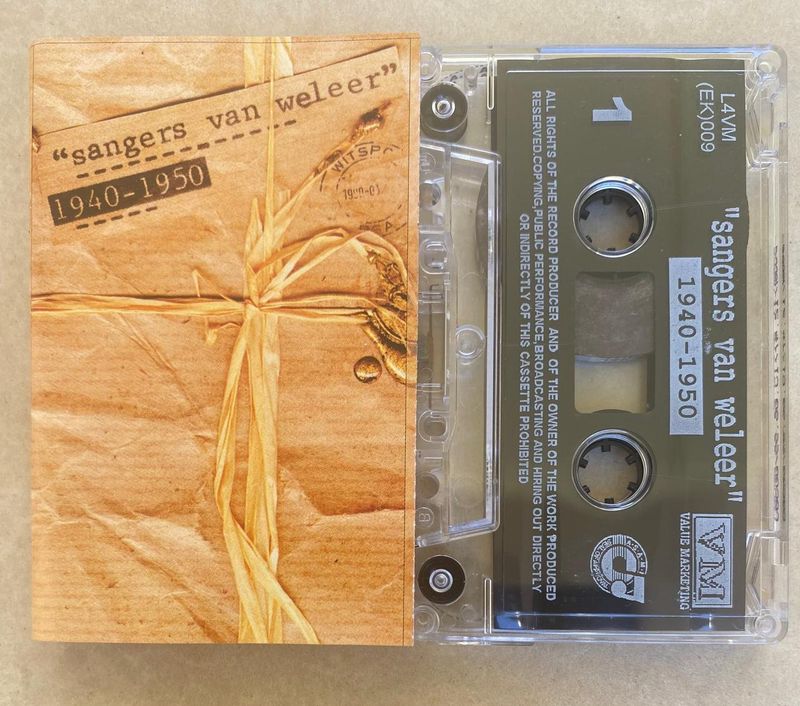 "sangers van weleer"
1940-1950
WITSP
L4VM
(EK)009
1
"sangers van weleer"
1940-1950
ALL RIGHTS OF THE RECORD PRODUCER AND OF THE OWNER OF THE WORK PRODUCED
RESERVED.COPYING,PUBLIC PERFORMANCE,BROADCASTING AND HIRING OUT DIRECTLY
OR INDIRECTLY OF THIS CASSETTE PROHIBITED
VM
VALUE MARKETING